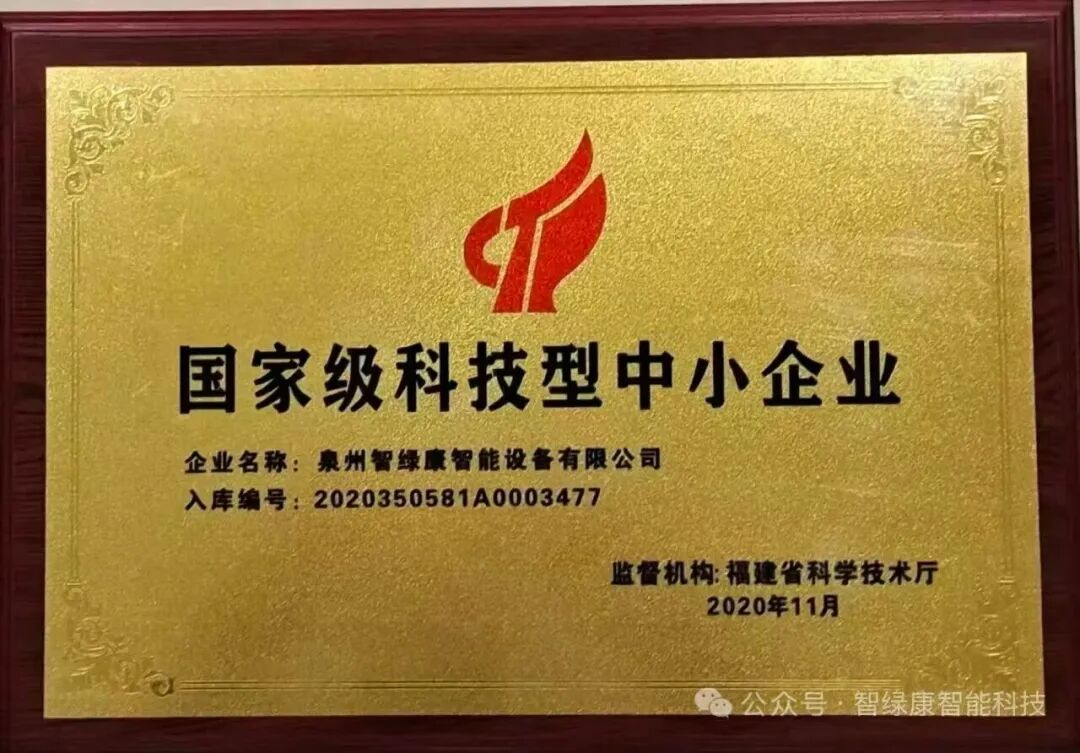 国家级科技型中小企业
企业名称：泉州智绿康智能设备有限公司
入库编号：2020350581A0003477
监督机构:福建省科学技术厅
2020年11月
公众号·智绿康智能科技